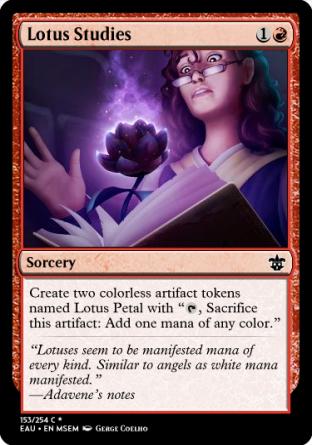 Lotus Studies 1
Sorcery
Create two colorless artifact tokens
named Lotus Petal with “, Sacrifice
this artifact: Add one mana of any color.”
“Lotuses seem to be manifested mana of
every kind. Similar to angels as white mana
manifested.”
—Adavene's notes
153/254 C *
EAU • EN MSEM Gerge Coelho